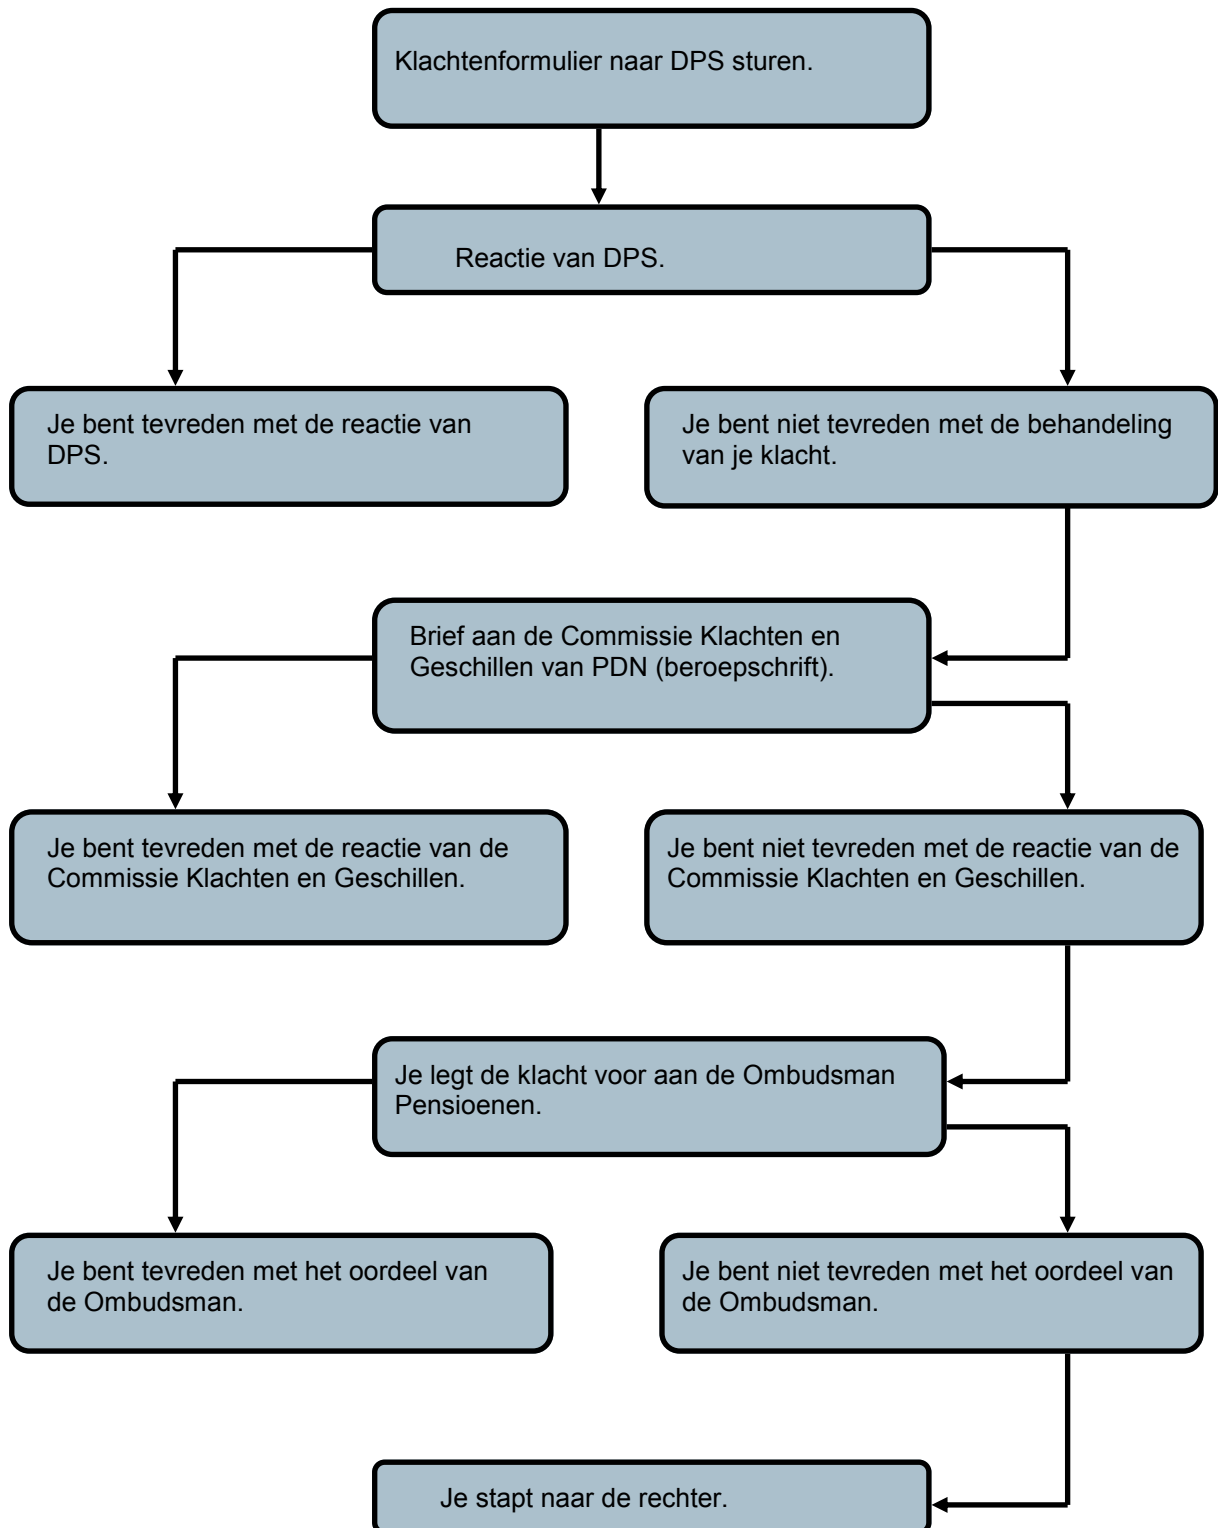 Klachtenformulier naar DPS sturen.
Reactie van DPS.
Je bent tevreden met de reactie van
DPS.
Je bent niet tevreden met de behandeling
van je klacht.
Brief aan de Commissie Klachten en
Geschillen van PDN (beroepschrift).
Je bent tevreden met de reactie van de
Commissie Klachten en Geschillen.
Je bent niet tevreden met de reactie van de
Commissie Klachten en Geschillen.
Je legt de klacht voor aan de Ombudsman
Pensioenen.
Je bent tevreden met het oordeel van
de Ombudsman.
Je bent niet tevreden met het oordeel van
de Ombudsman.
Je stapt naar de rechter.